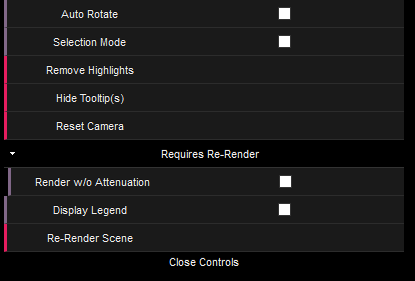 Auto Rotate
Selection Mode
Remove Highlights
Hide Tooltip(s)
Reset Camera
Requires Re-Render
Render w/o Attenuation
Display Legend
Re-Render Scene
Close Controls